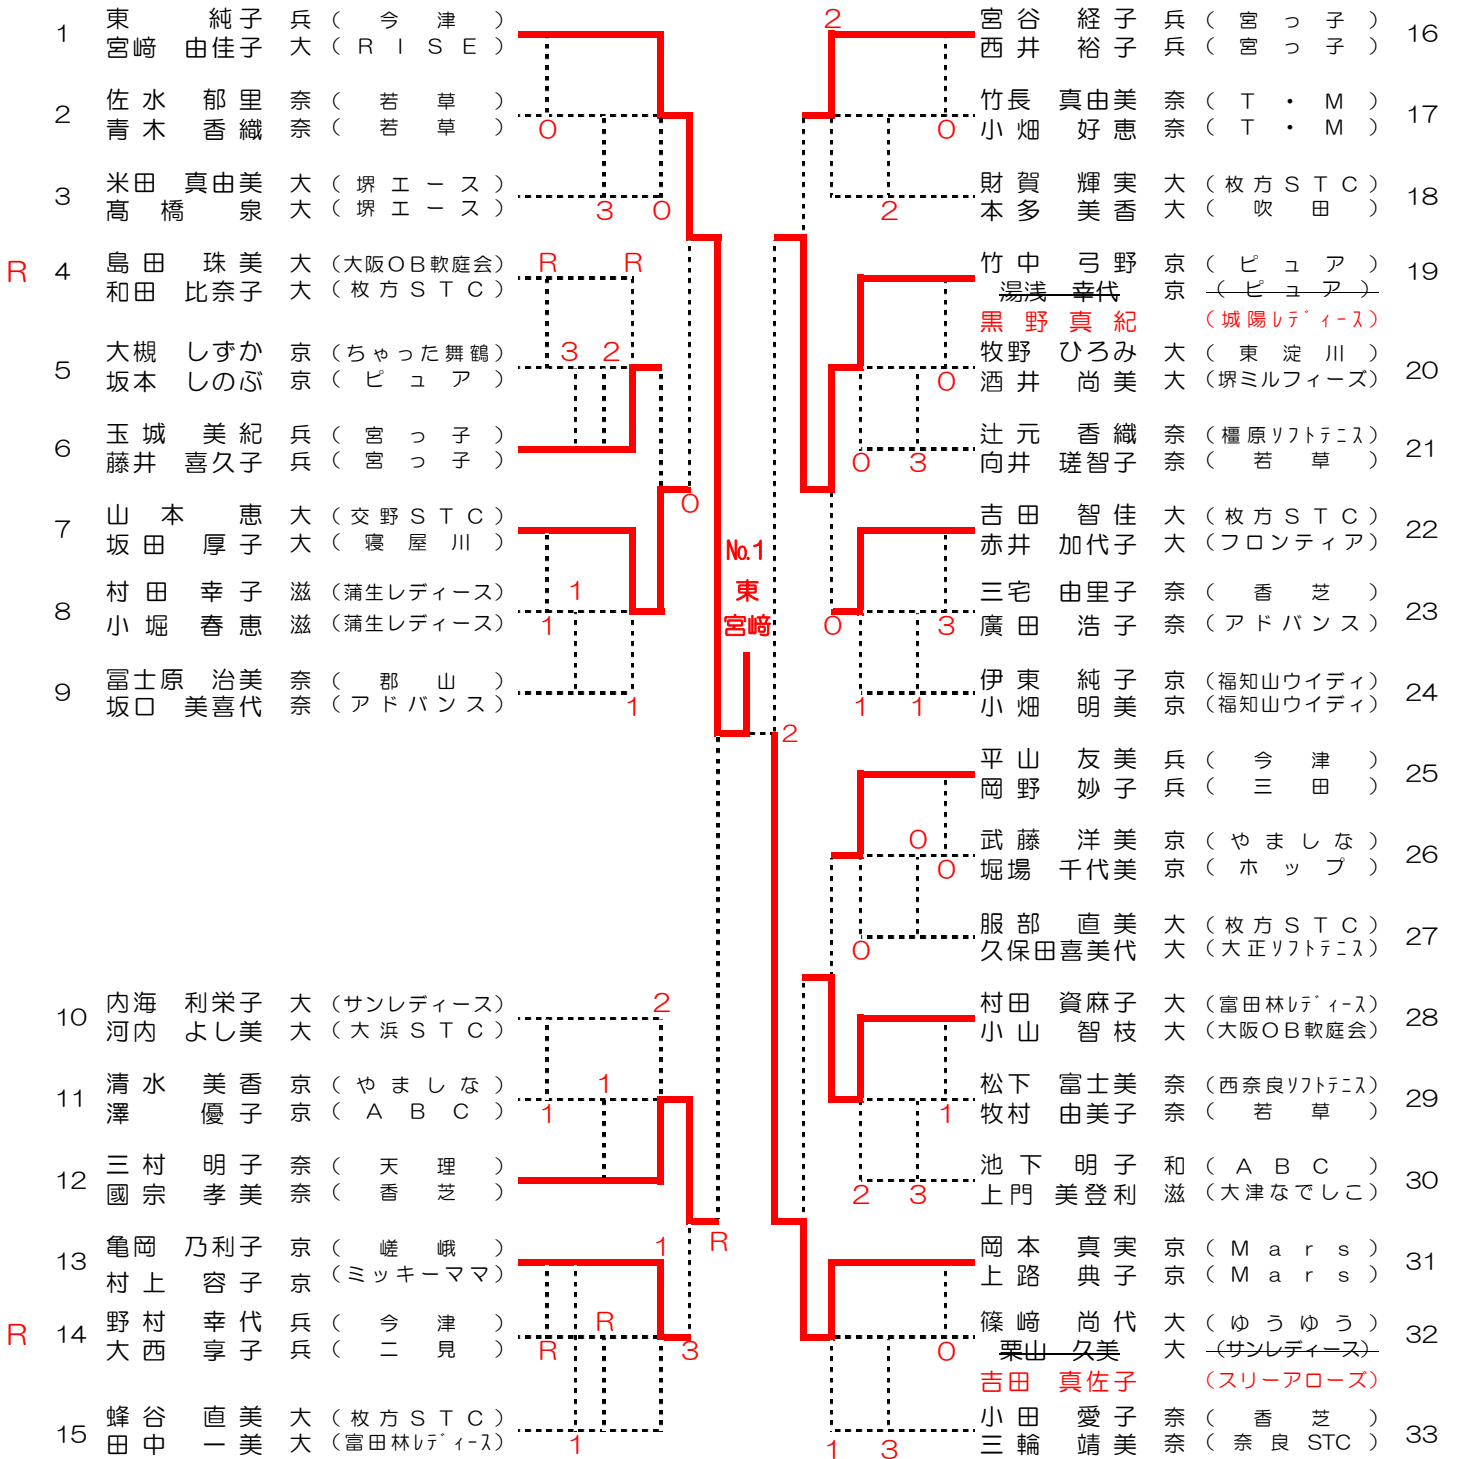 1
東 純子 兵 (今津)
宮﨑 由佳子 大 (RISE)
2
佐水 郁里 奈 (若草)
青木 香織 奈 (若草)
0
3
米田 真由美 大 (堺エース)
髙橋 泉 大 (堺エース)
3 0
R 4
島田 珠美 大 (大阪OB軟庭会)
和田 比奈子 大 (枚方STC)
R R
5
大槻 しずか 京 (ちゃった舞鶴)
坂本 しのぶ 京 (ピュア)
3 2
6
玉城 美紀 兵 (宮っ子)
藤井 喜久子 兵 (宮っ子)
0
7
山本 恵 大 (交野STC)
坂田 厚子 大 (寝屋川)
8
村田 幸子 滋 (蒲生レディース)
小堀 春恵 滋 (蒲生レディース)
1
1
9
冨士原 治美 奈 (郡山)
坂口 美喜代 奈 (アドバンス)
1
No.1
東
宮﨑
2
10
内海 利栄子 大 (サンレディース)
河内 よし美 大 (大浜STC)
2
11
清水 美香 京 (やましな)
澤 優子 京 (ABC)
1
1
12
三村 明子 奈 (天理)
國宗 孝美 奈 (香芝)
R
13
亀岡 乃利子 京 (嵯峨)
村上 容子 京 (ミッキーママ)
1
R 14
野村 幸代 兵 (今津)
大西 享子 兵 (二見)
R
R 3
15
蜂谷 直美 大 (枚方STC)
田中 一美 大 (富田林レディース)
1
2
宮谷 経子 兵 (宮っ子)
西井 裕子 兵 (宮っ子)
16
竹長 真由美 奈 (T・M)
小畑 好恵 奈 (T・M)
17
0
財賀 輝実 大 (枚方STC)
本多 美香 大 (吹田)
18
2
竹中 弓野 京 (ピュア)
湯浅 幸代 京 (ピュア)
黒野真紀 (城陽レディース)
19
牧野 ひろみ 大 (東淀川)
酒井 尚美 大 (堺ミルフィーズ)
20
0
辻元 香織 奈 (橿原ソフトテニス)
向井 瑳智子 奈 (若草)
21
0 3
吉田 智佳 大 (枚方STC)
赤井 加代子 大 (フロンティア)
22
三宅 由里子 奈 (香芝)
廣田 浩子 奈 (アドバンス)
23
0 3
伊東 純子 京 (福知山ウイディ)
小畑 明美 京 (福知山ウイディ)
24
1 1
平山 友美 兵 (今津)
岡野 妙子 兵 (三田)
25
武藤 洋美 京 (やましな)
堀場 千代美 京 (ホップ)
26
0
0
服部 直美 大 (枚方STC)
久保田喜美代 大 (大正ソフトテニス)
27
0
村田 資麻子 大 (富田林レディース)
小山 智枝 大 (大阪OB軟庭会)
28
松下 富士美 奈 (西奈良ソフトテニス)
牧村 由美子 奈 (若草)
29
1
池下 明子 和 (ABC)
上門 美登利 滋 (大津なでしこ)
30
2 3
岡本 真実 京 (Mars)
上路 典子 京 (Mars)
31
篠﨑 尚代 大 (ゆうゆう)
栗山 久美 大 (サンレディース)
吉田 真佐子 (スリーアローズ)
32
0
小田 愛子 奈 (香芝)
三輪 靖美 奈 (奈良STC)
33
1 3